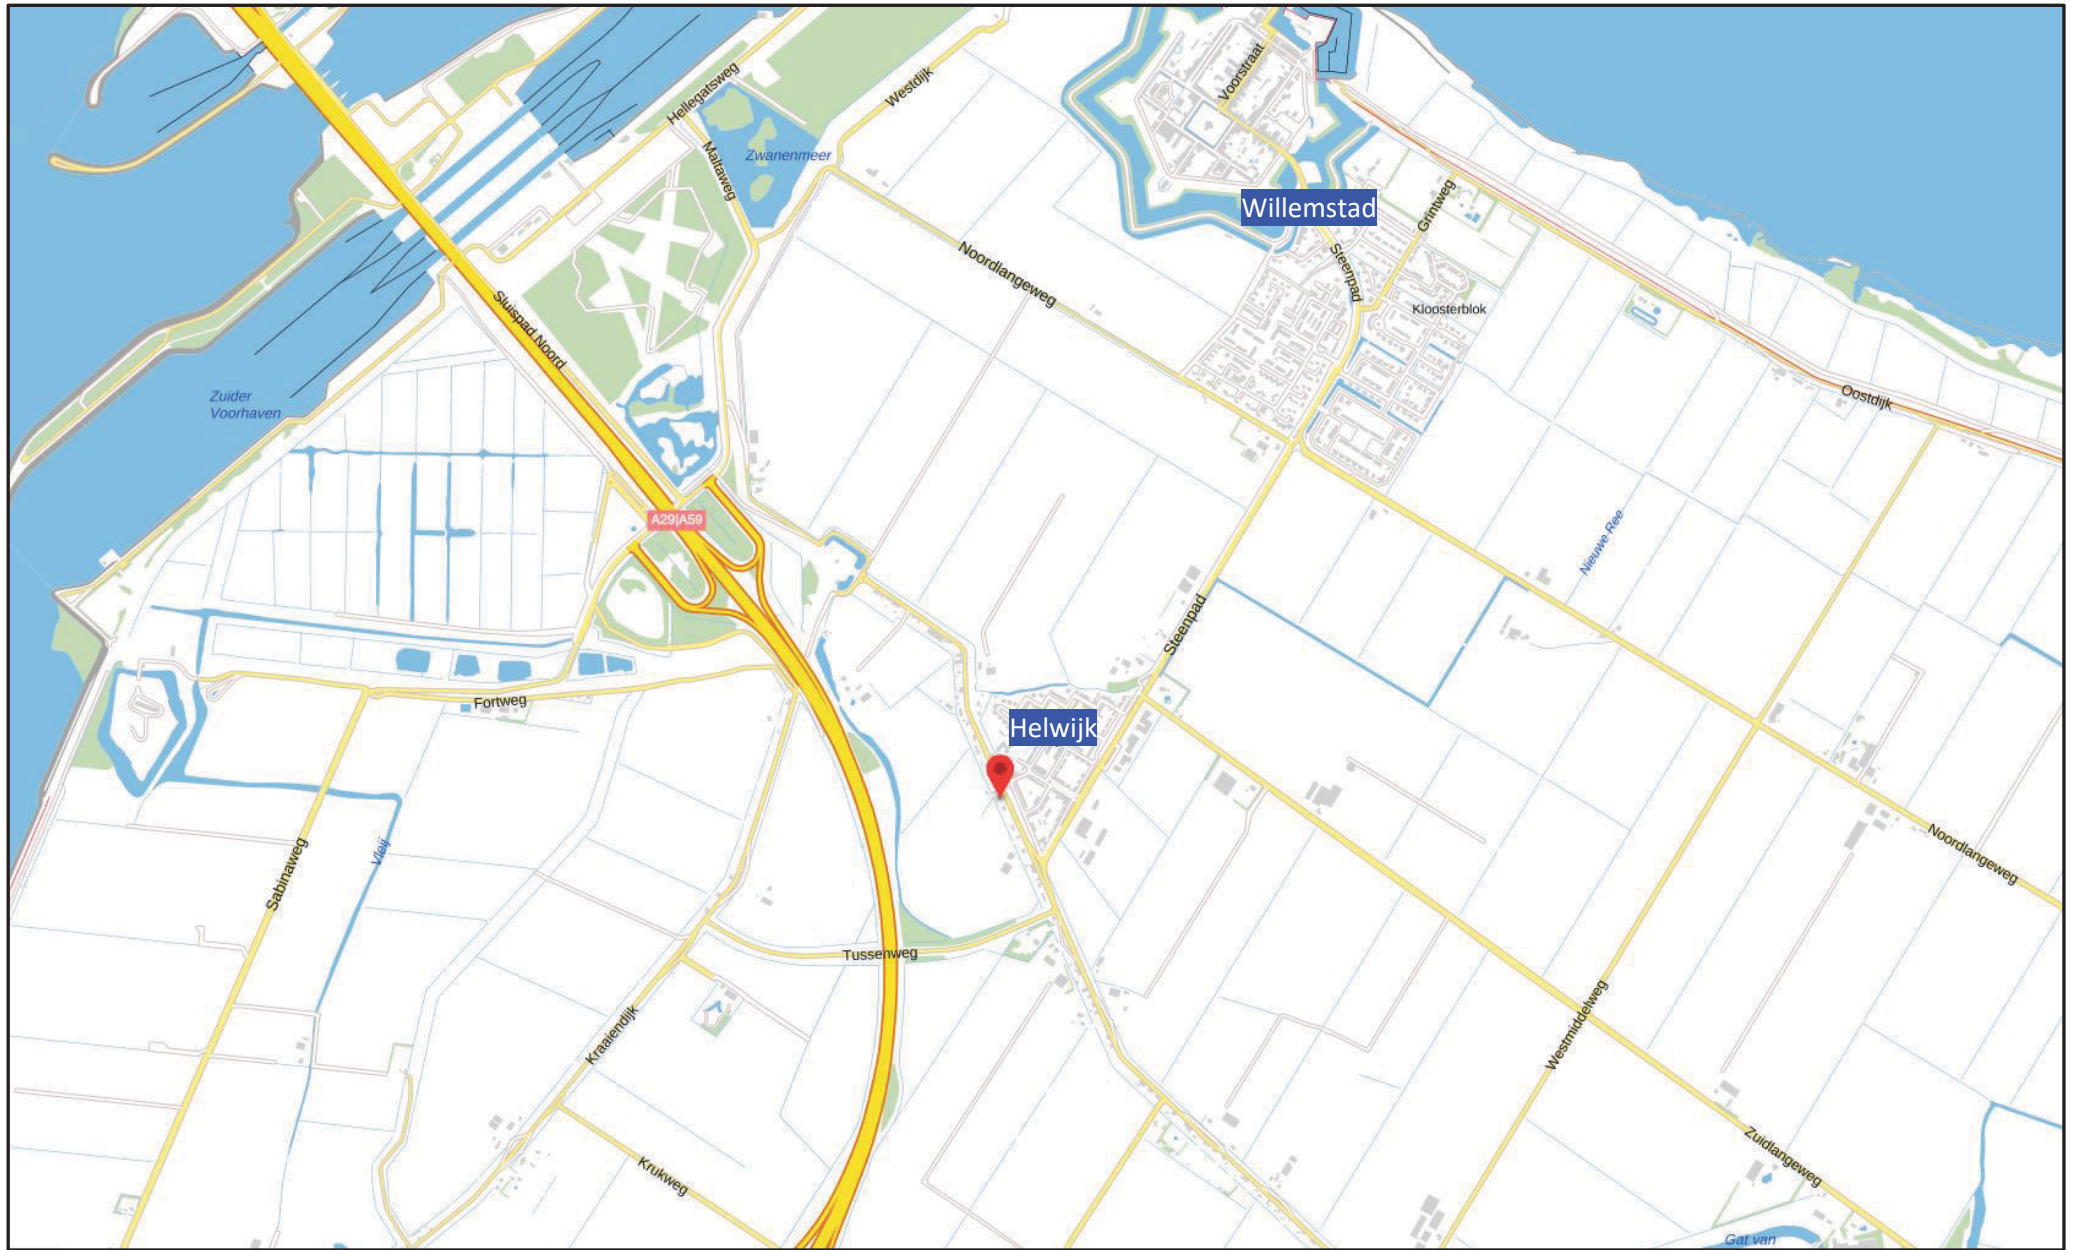 Voorstraat
Hellegatsweg
Westdijk
Maltaweg
Zwanenmeer
Willemstad
Grintweg
Noordlangeweg
Steenpad
Kloosterblok
Sluispad Noord
Zuider
Voorhaven
Oostdijk
A29|A59
Nieuwe Ree
Steenpad
Fortweg
Helwijk
Sabinaweg
Vleij
Noordlangeweg
Tussenweg
Kraaiendijk
Westmiddelweg
Krukweg
Zuidlangeweg
Gat van